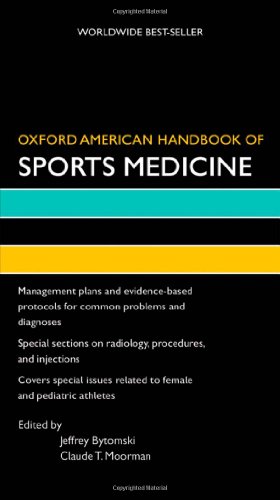 WORLDWIDE BEST-SELLER
OXFORD AMERICAN HANDBOOK OF
SPORTS MEDICINE
Management plans and evidence-based
protocols for common problems and
diagnoses
Special sections on radiology, procedures,
and injections
Covers special issues related to female
and pediatric athletes
Edited by
Jeffrey Bytomski
Claude T. Moorman